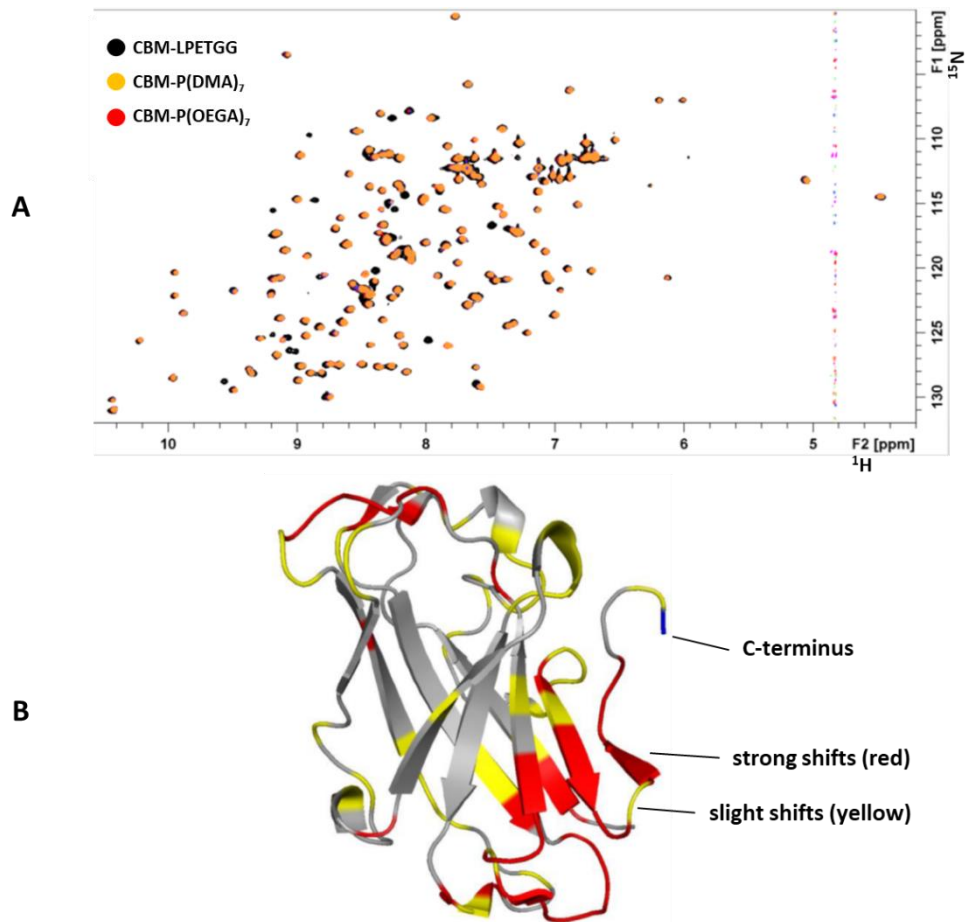 A
CBM-LPETGG
CBM-P(DMA)₇
CBM-P(OEGA)₇
F1 [ppm]
¹⁵N
110
115
120
125
130
10 9 8 7 6 5 F2 [ppm]
¹H
B
C-terminus
strong shifts (red)
slight shifts (yellow)